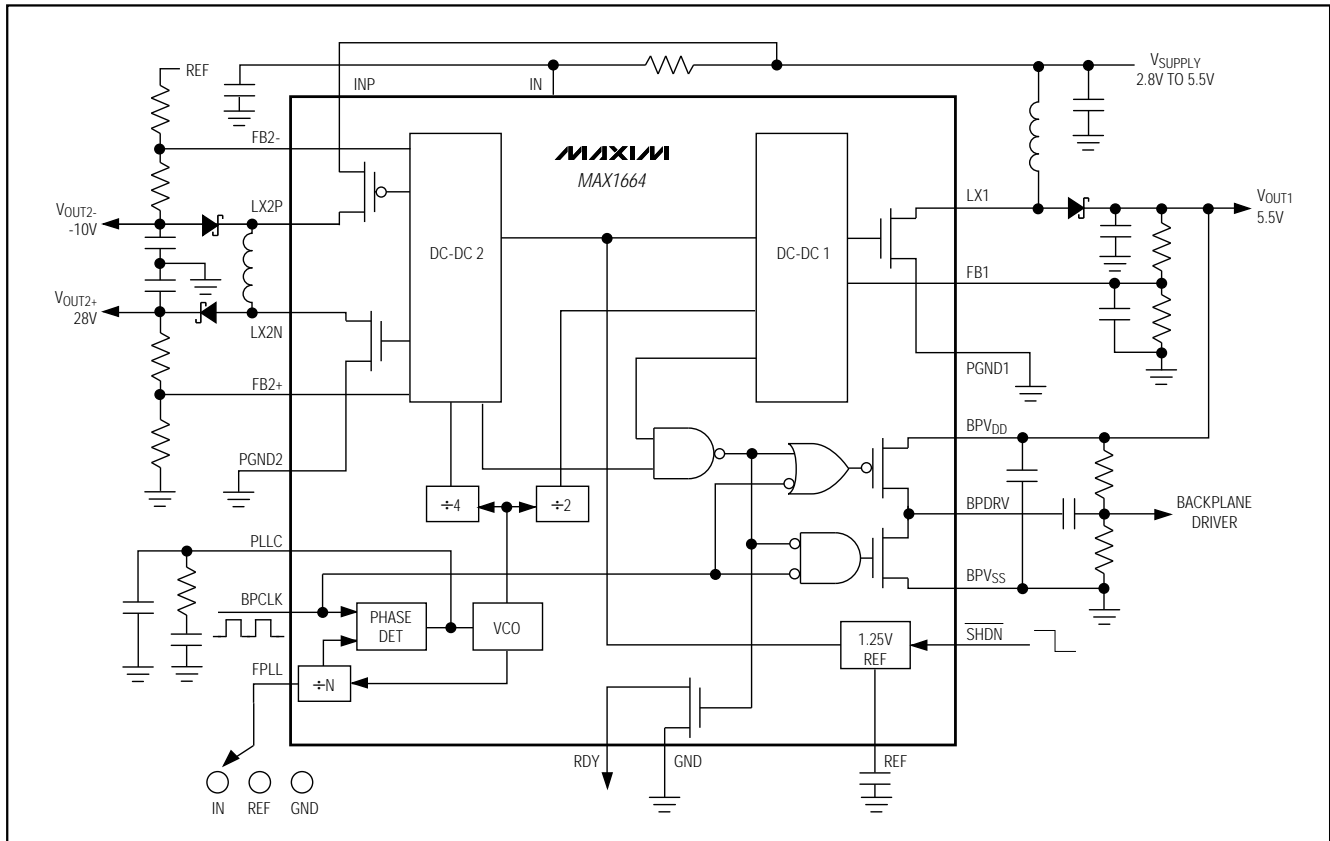 REF
INP
IN
VSUPPLY
2.8V TO 5.5V
FB2-
MAXIM
MAX1664
VOUT2-
-10V
LX2P
LX1
VOUT1
5.5V
DC-DC 2
DC-DC 1
FB1
VOUT2+
28V
LX2N
PGND1
FB2+
BPVDD
PGND2
÷4
÷2
BPDRV
BACKPLANE
DRIVER
PLLC
BPVSS
BPCLK
PHASE
DET
VCO
1.25V
REF
SHDN
FPLL
÷N
RDY
GND
REF
IN
REF
GND